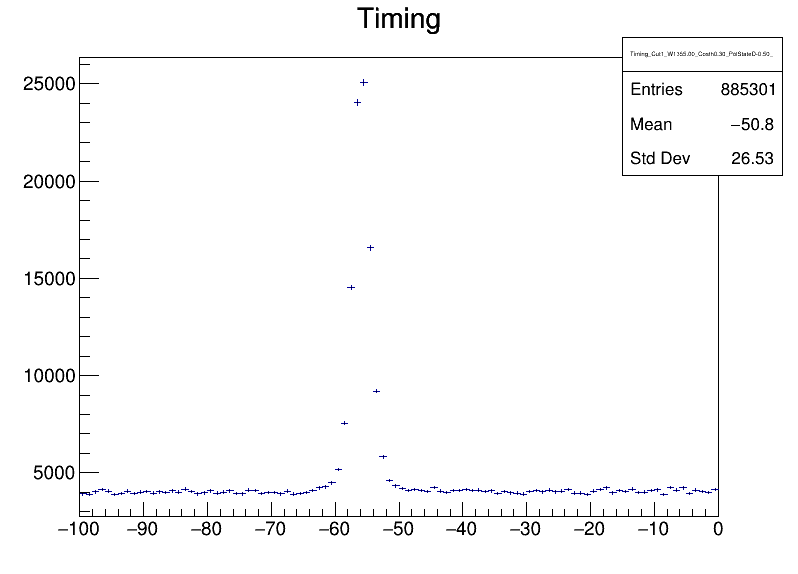 Timing
Timing_Cut1_W1355.00_Costh0.30_PolStateD-0.50_
Entries 885301
Mean −50.8
Std Dev 26.53
25000
20000
15000
10000
5000
−100 −90 −80 −70 −60 −50 −40 −30 −20 −10 0